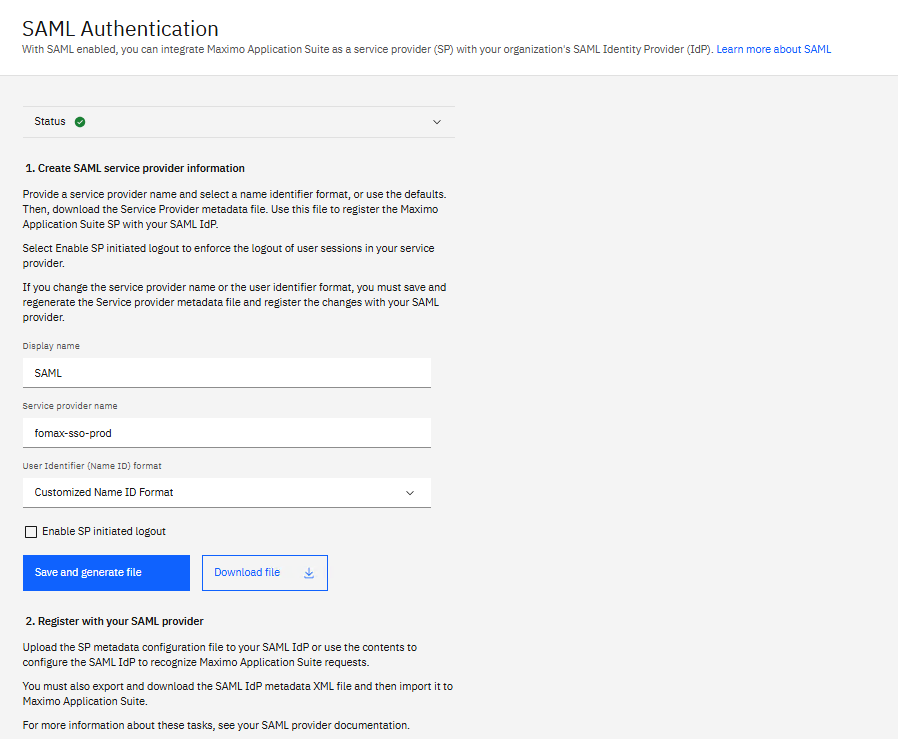 SAML Authentication
With SAML enabled, you can integrate Maximo Application Suite as a service provider (SP) with your organization's SAML Identity Provider (IdP). Learn more about SAML
Status
1. Create SAML service provider information
Provide a service provider name and select a name identifier format, or use the defaults.
Then, download the Service Provider metadata file. Use this file to register the Maximo
Application Suite SP with your SAML IdP.
Select Enable SP initiated logout to enforce the logout of user sessions in your service
provider.
If you change the service provider name or the user identifier format, you must save and
regenerate the Service provider metadata file and register the changes with your SAML
provider.
Display name
SAML
Service provider name
fomax-sso-prod
User Identifier (Name ID) format
Customized Name ID Format
Enable SP initiated logout
Save and generate file
Download file
2. Register with your SAML provider
Upload the SP metadata configuration file to your SAML IdP or use the contents to
configure the SAML IdP to recognize Maximo Application Suite requests.
You must also export and download the SAML IdP metadata XML file and then import it to
Maximo Application Suite.
For more information about these tasks, see your SAML provider documentation.